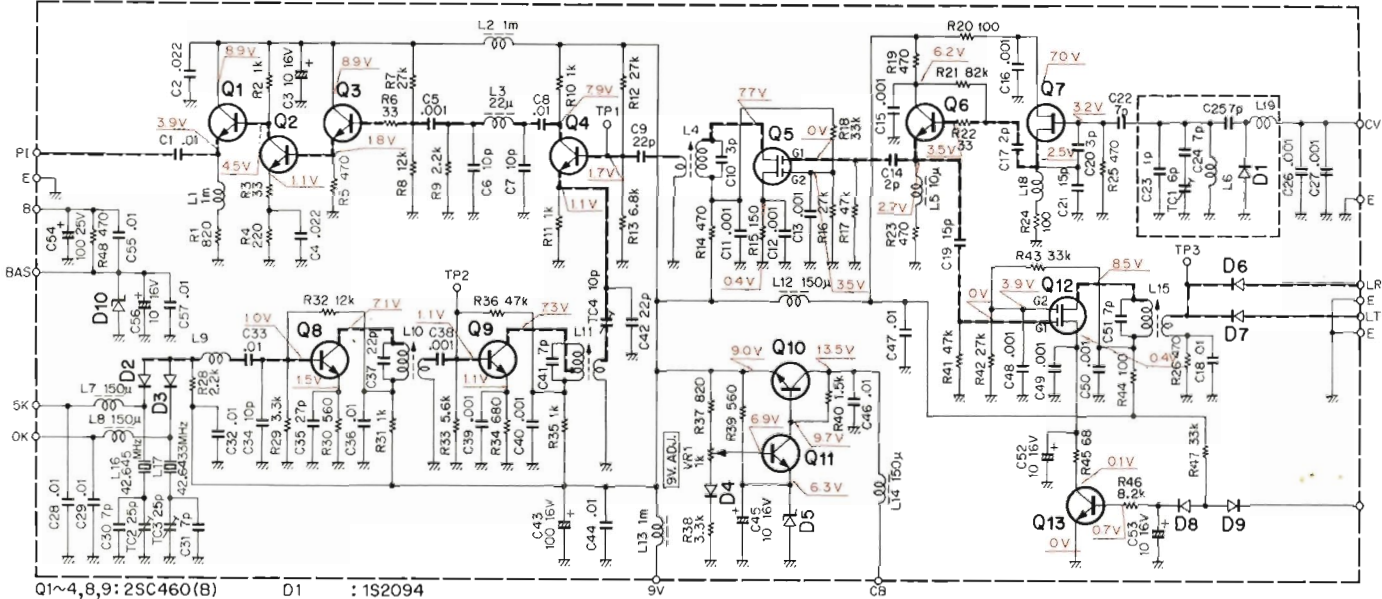 L2 1m
R20 100
C2 .022
8.9V
R2 1k
C3 10 16V
8.9V
R7 27k
R10 1k
R12 27k
7.9V
R19 470
6.2V
R21 82k
C16 .001
7.0V
Q1
Q2
Q3
R6 33
C5 .001
L3 22μ
C8 .01
Q4
TP1
C9 22p
L4
7.7V
C10 3p
Q5
0V
R18 33k
G1
G2
C15 .001
Q6
R22 33
C17 2p
Q7
3.2V
C22 7p
C25 7p
L19
CV
3.9V
C1 .01
4.5V
1.8V
1.7V
3.5V
2.5V
C20 3p
PI
E
B
BAS
L1 1m
R1 820
R3 33
1.1V
R4 220
C4 .022
R5 470
R8 12k
R9 2.2k
C6 10p
C7 10p
1.1V
R11 1k
R13 6.8k
R14 470
C11 .001
R15 150
C12 .001
C13 .001
R16 27k
R17 47k
C14 2p
2.7V
L5 10μ
R23 470
C19 15p
L18
R24 100
C21 15p
R25 470
C23 1p
TC1 6p
C24 7p
L6
D1
C26 .001
C27 .001
E
C54 100 25V
R48 470
C55 .01
D10
C56 10 16V
C57 .01
0.4V
3.5V
L12 150μ
R43 33k
8.5V
TP3
D6
LR
E
LT
E
D7
TP2
R32 12k
7.1V
R36 47k
7.3V
TC4 10p
C42 22p
3.9V
0V
Q12
G2
G1
C51 7p
L15
L9
C33 .01
1.0V
Q8
L10
1.1V
C38 .001
Q9
L11
C47 .01
D2
D3
R28 2.2k
1.5V
C37 22p
1.1V
C41 7p
9.0V
Q10
13.5V
R41 47k
R42 27k
C48 .001
C49 .001
C50 .001
R44 100
0.4V
R26 470
C18 .01
L7 150μ
5K
L8 150μ
0K
C32 .01
C34 10p
R29 3.3k
C35 27p
R30 560
C36 .01
R31 1k
R33 5.6k
C39 .001
R34 680
C40 .001
R35 1k
R37 820
R39 560
R40 1.5k
C46 .01
6.9V
9.7V
Q11
6.3V
9V. ADJ.
VR1 1k
D4
R38 3.3k
C45 10 16V
D5
L14 150μ
C52 10 16V
R45 68
0.1V
R46 8.2k
R47 33k
Q13
0V
0.7V
C53 10 16V
D8
D9
L16 42.645 MHz
L17 42.6433MHz
C28 .01
C29 .01
C30 7p
TC2 25p
TC3 25p
C31 7p
C43 100 16V
C44 .01
L13 1m
Q1~4,8,9: 2SC460(B) D1 : 1S2094
9V
CB